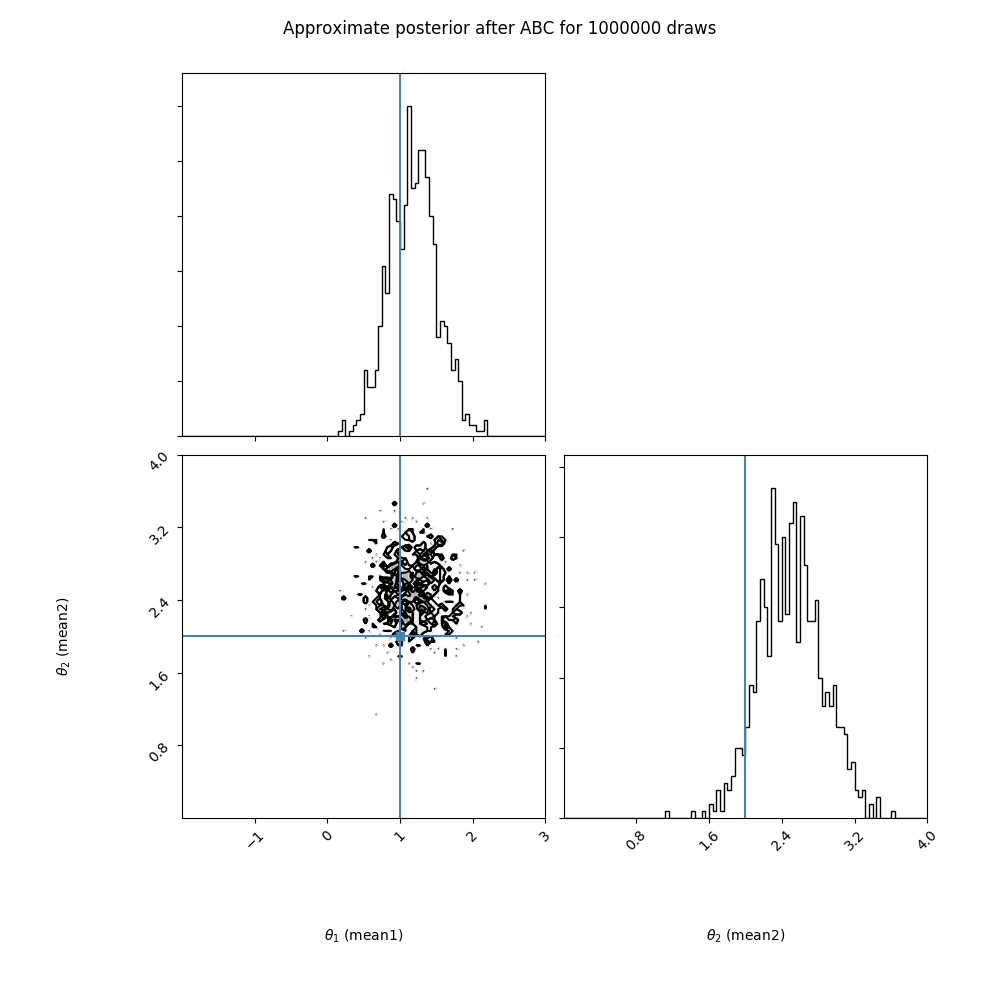 Approximate posterior after ABC for 1000000 draws
4.0
3.2
2.4
1.6
0.8
θ₂ (mean2)
−1 0 1 2 3
0.8 1.6 2.4 3.2 4.0
θ₁ (mean1)
θ₂ (mean2)